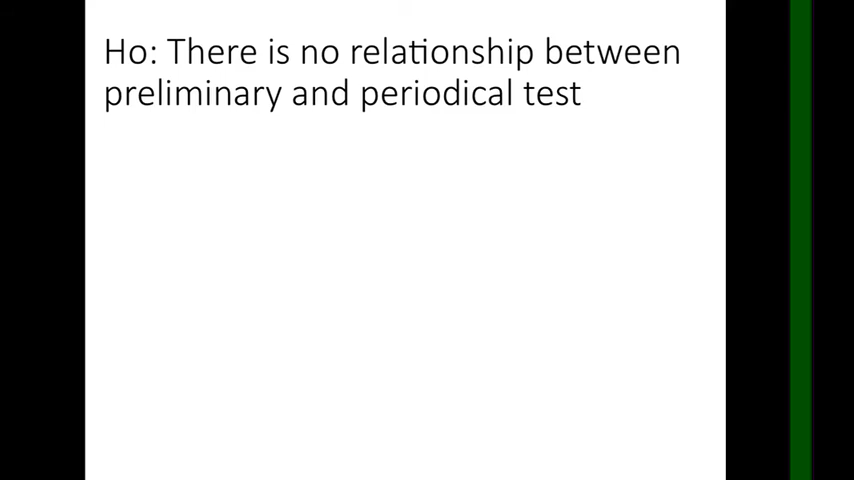 Ho: There is no relationship between
preliminary and periodical test